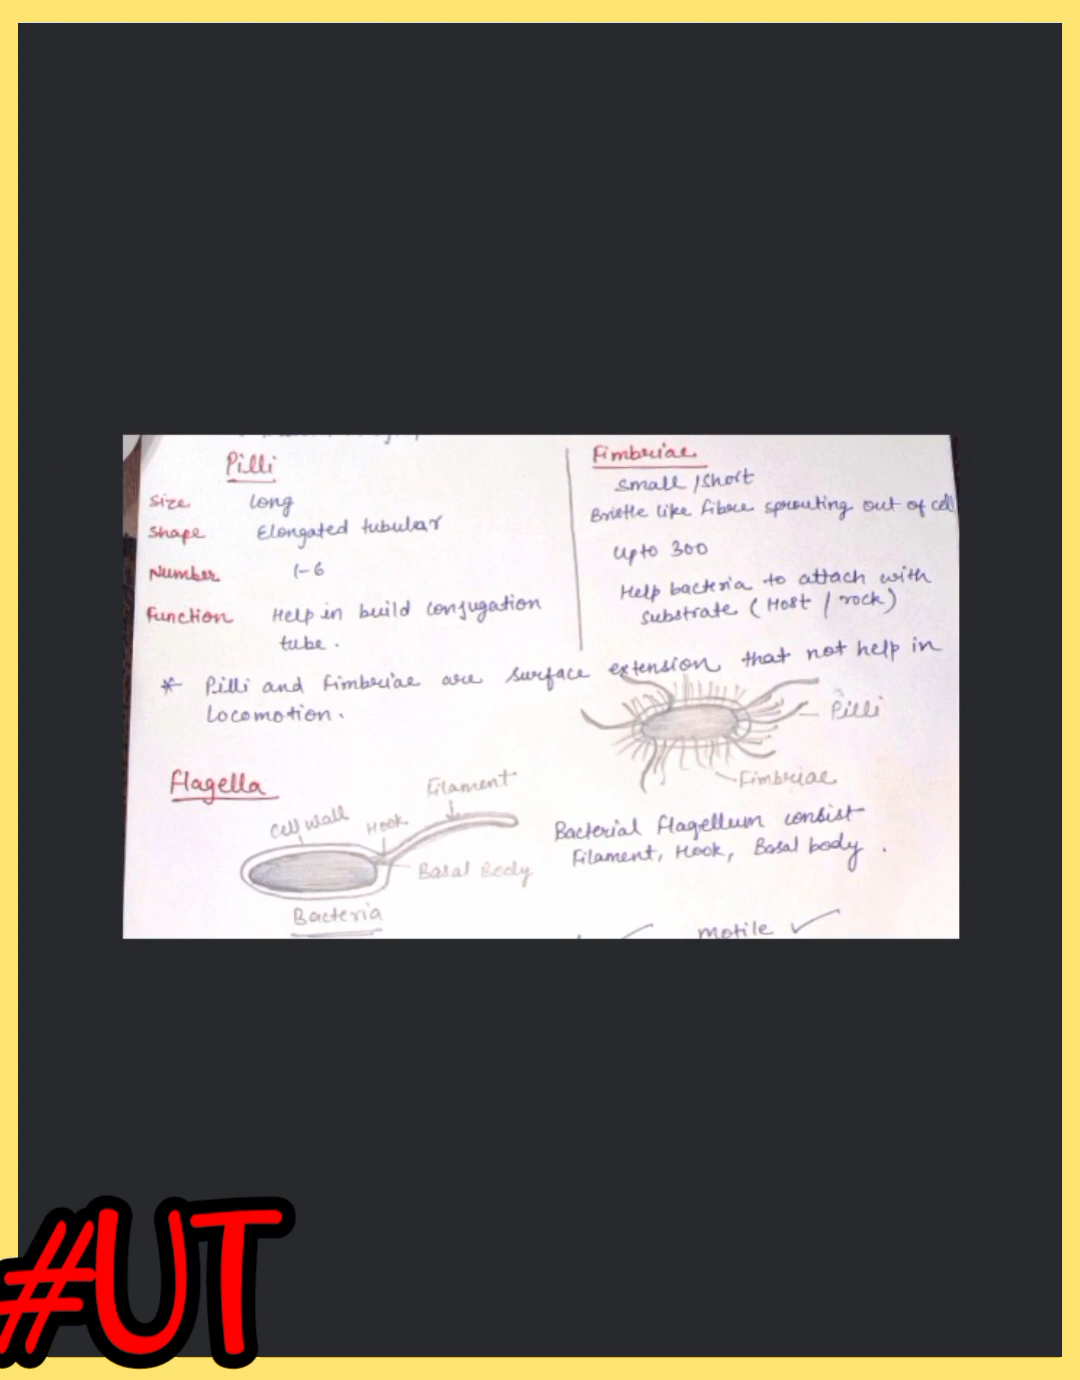 Pilli
Size long
Shape Elongated tubular
Number 1-6
Function Help in build conjugation
tube.
Fimbriae
Small / Short
Bristle like fibre sprouting out of cell
Upto 300
Help bacteria to attach with
substrate (Host / rock)
* Pilli and Fimbriae are surface extension that not help in
Locomotion.
Pilli
Fimbriae
Flagella
Filament
Cell wall
Hook
Basal Body
Bacteria
Bacterial Flagellum consist
Filament, Hook, Basal body.
motile ✓
#UT